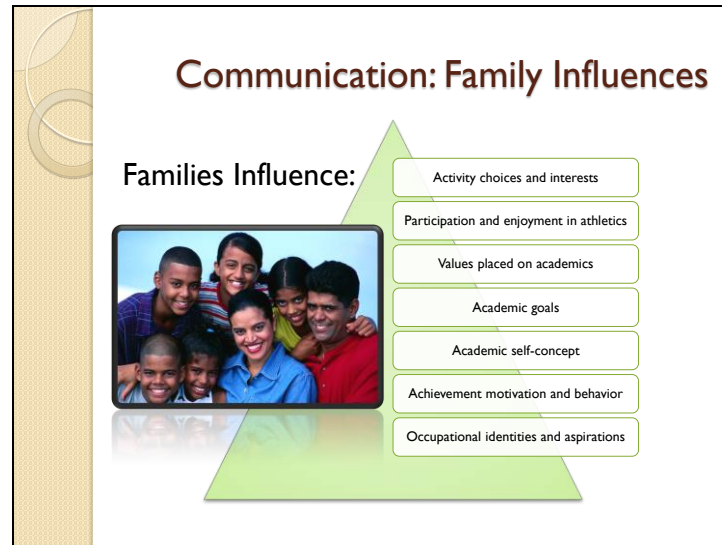 Communication: Family Influences
Families Influence:
Activity choices and interests
Participation and enjoyment in athletics
Values placed on academics
Academic goals
Academic self-concept
Achievement motivation and behavior
Occupational identities and aspirations